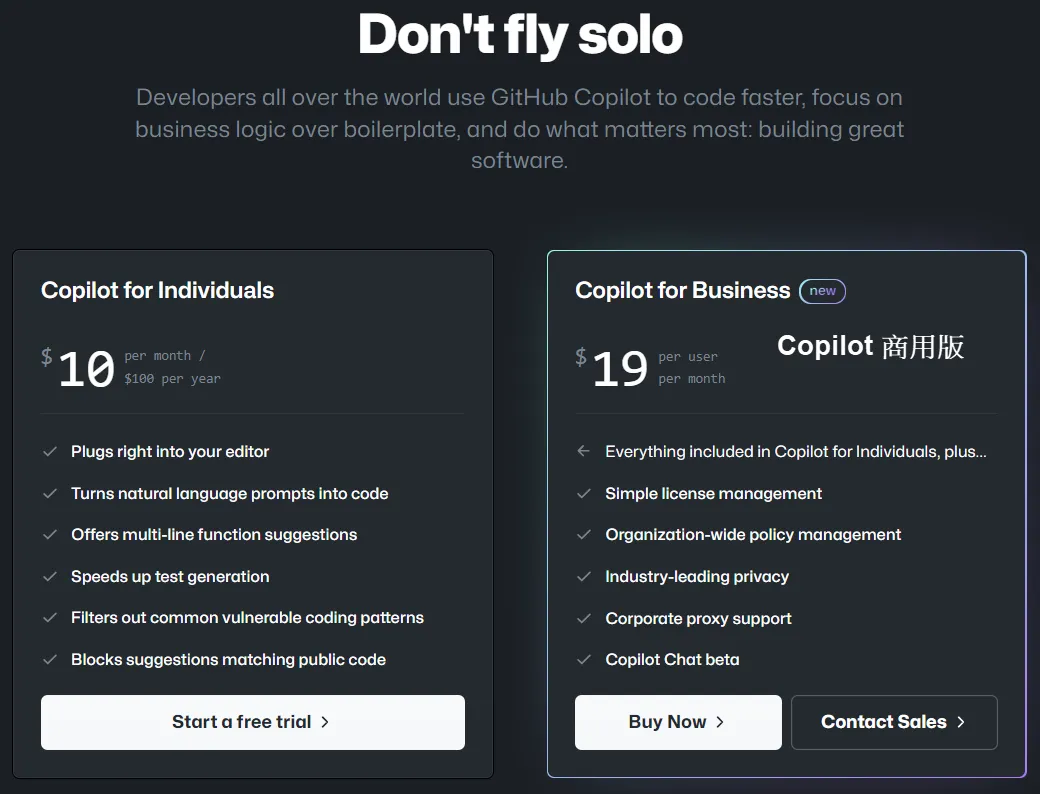 Don't fly solo
Developers all over the world use GitHub Copilot to code faster, focus on
business logic over boilerplate, and do what matters most: building great
software.
Copilot for Individuals
$10 per month /
$100 per year
Plugs right into your editor
Turns natural language prompts into code
Offers multi-line function suggestions
Speeds up test generation
Filters out common vulnerable coding patterns
Blocks suggestions matching public code
Start a free trial
Copilot for Business new
Copilot 商用版
$19 per user
per month
Everything included in Copilot for Individuals, plus...
Simple license management
Organization-wide policy management
Industry-leading privacy
Corporate proxy support
Copilot Chat beta
Buy Now
Contact Sales